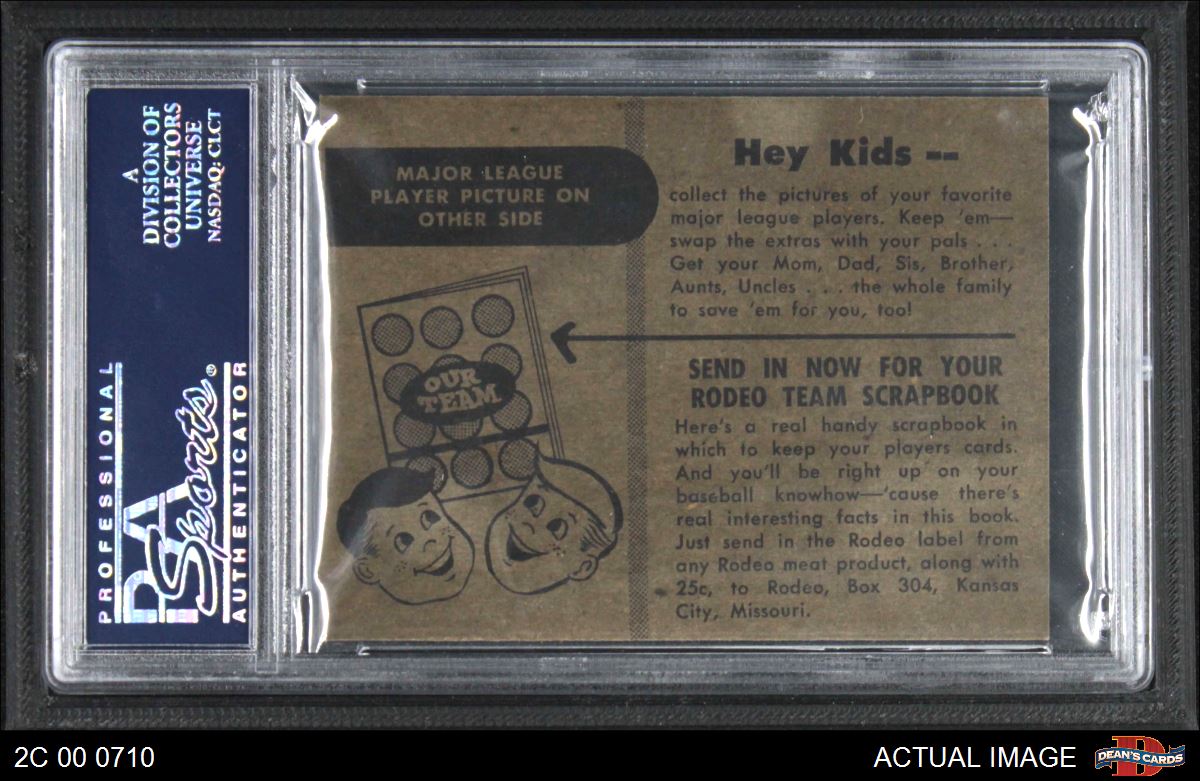 A
DIVISION OF
COLLECTORS
UNIVERSE
NASDAQ: CLCT
PROFESSIONAL
PSA
Sports®
AUTHENTICATOR
MAJOR LEAGUE
PLAYER PICTURE ON
OTHER SIDE
OUR
TEAM
Hey Kids --
collect the pictures of your favorite
major league players. Keep 'em—
swap the extras with your pals . . .
Get your Mom, Dad, Sis, Brother,
Aunts, Uncles . . . the whole family
to save 'em for you, too!
SEND IN NOW FOR YOUR
RODEO TEAM SCRAPBOOK
Here's a real handy scrapbook in
which to keep your players cards.
And you'll be right up on your
baseball knowhow—'cause there's
real interesting facts in this book.
Just send in the Rodeo label from
any Rodeo meat product, along with
25c, to Rodeo, Box 304, Kansas
City, Missouri.
2C 00 0710
ACTUAL IMAGE
D
DEAN'S CARDS